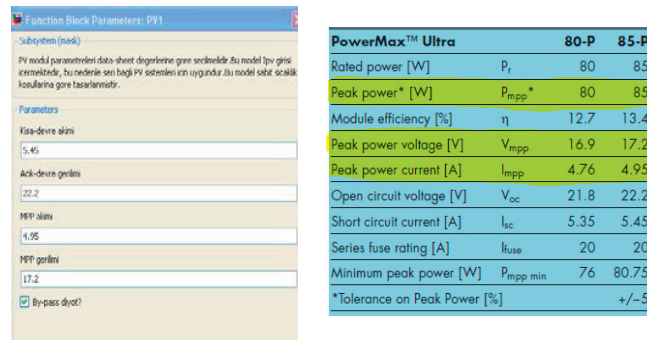 Function Block Parameters: PV1
Subsystem (mask)
PV modul parametreleri data-sheet degerlerine gore secilmelidir .Bu model Ipv girisi
icermektedir, bu nedenle seri bagli PV sistemleri icin uygundur.Bu model sabit sicaklik
kosullarina gore tasarlanmistir.
Parameters
Kisa-devre akimi
5.45
Acik-devre gerilimi
22.2
MPP akimi
4.95
MPP gerilimi
17.2
By-pass diyot?
PowerMax™ Ultra 80-P 85-P
Rated power [W] Pr 80 85
Peak power* [W] Pmpp* 80 85
Module efficiency [%] η 12.7 13.4
Peak power voltage [V] Vmpp 16.9 17.2
Peak power current [A] Impp 4.76 4.95
Open circuit voltage [V] Voc 21.8 22.2
Short circuit current [A] Isc 5.35 5.45
Series fuse rating [A] Ifuse 20 20
Minimum peak power [W] Pmpp min 76 80.75
*Tolerance on Peak Power [%] +/–5